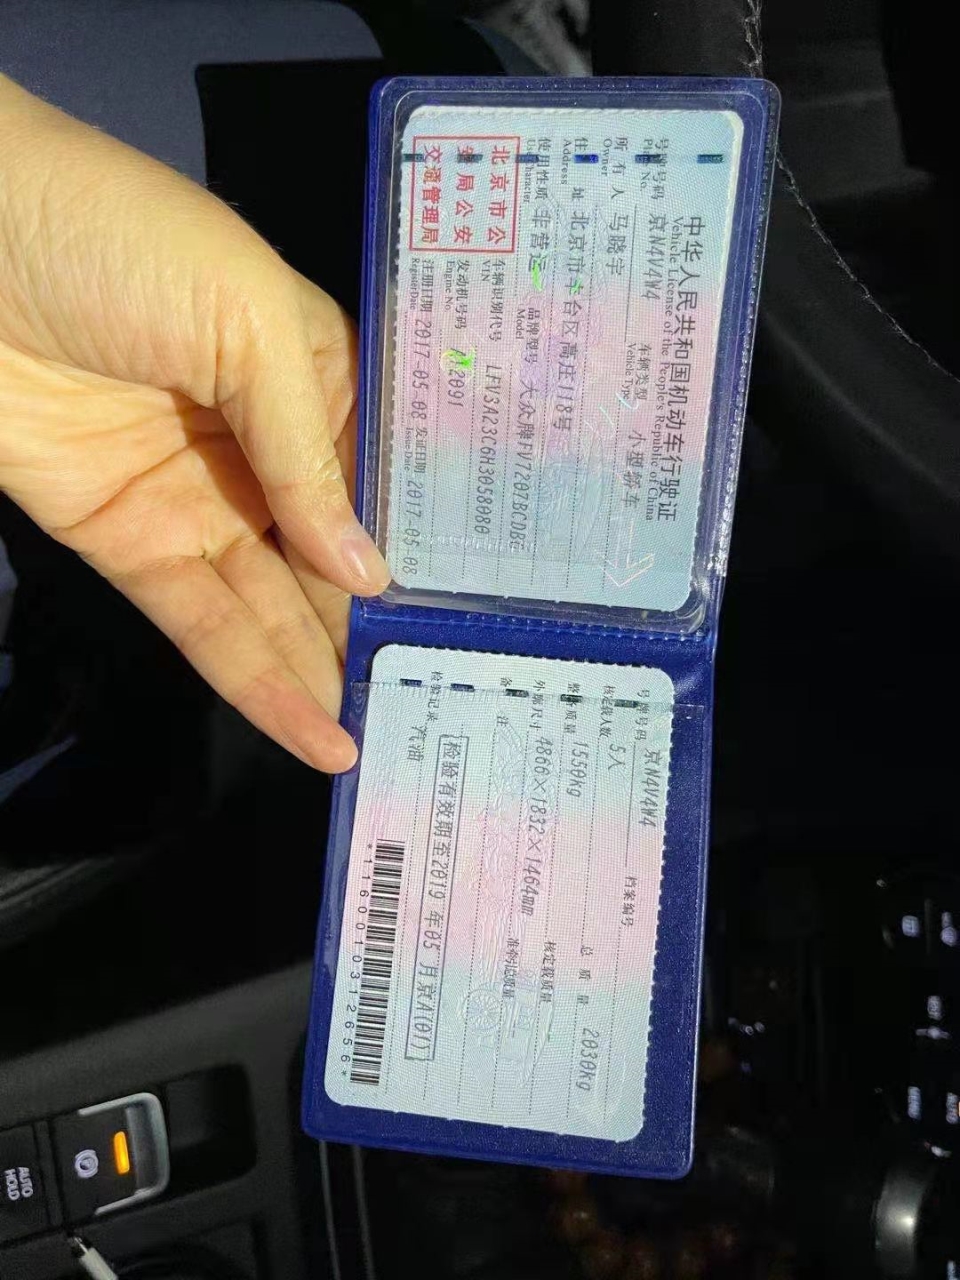 中华人民共和国机动车行驶证
Vehicle License of the People's Republic of China
号牌号码 京N4V4W4 车辆类型 小型轿车
Plate No. Vehicle Type
所有人 马晓宇
Owner
住址 北京市丰台区高庄118号
Address
使用性质 非营运 品牌型号 大众牌FV7207BCDBG
Use Character Model
北京市公
安局公安
交通管理局
车辆识别代号 LFV3A23C6H3058080
VIN
发动机号码
Engine No.
注册日期 2017-05-08 发证日期 2017-05-08
Register Date Issue Date
号牌号码 京N4V4W4 档案编号
核定载人数 5人 总质量 2030kg
整备质量 1550kg 核定载质量
外廓尺寸 4866×1832×1464mm 准牵引总质量
备注
检验有效期至2019年05月京A(01)
检验记录 汽油
*1160010312656*
AUTO
HOLD